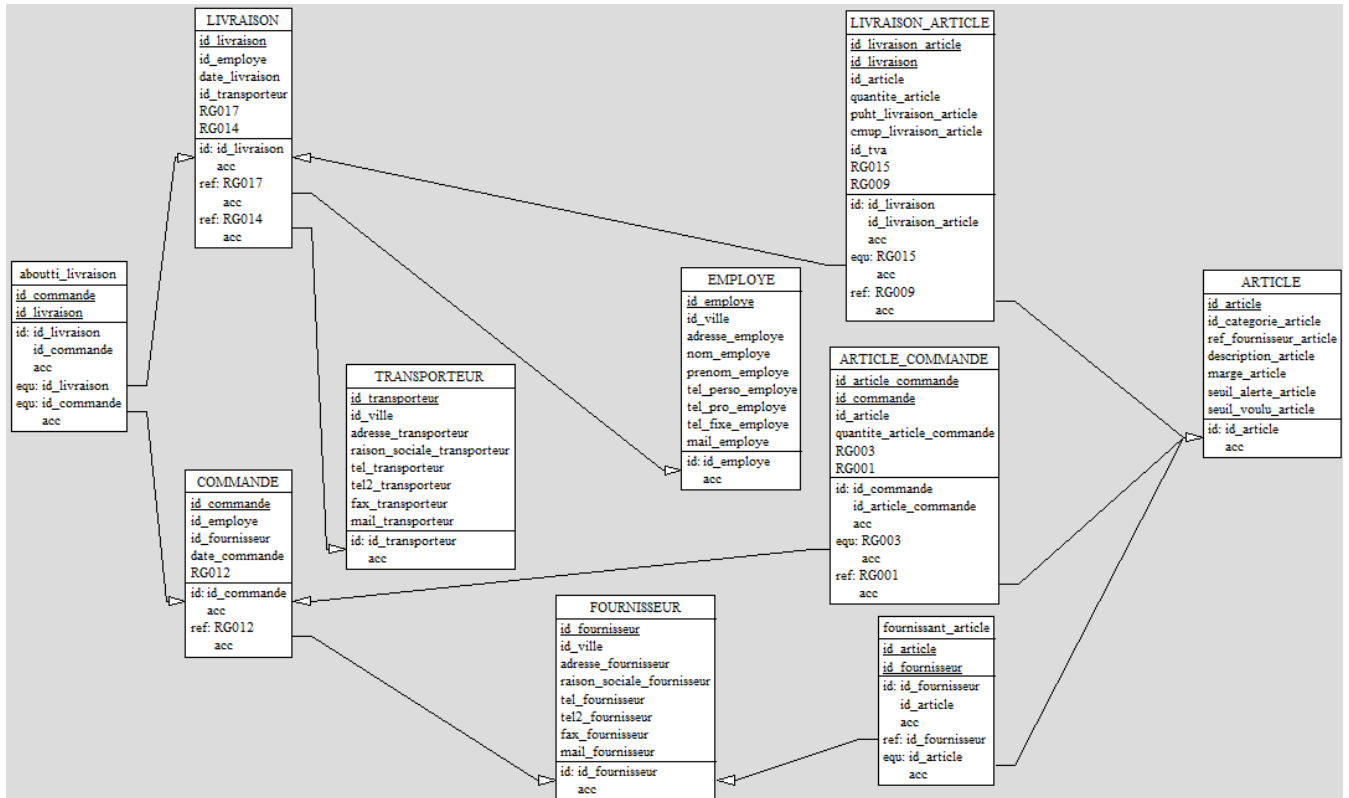 LIVRAISON
id_livraison
id_employe
date_livraison
id_transporteur
RG017
RG014
id: id_livraison
acc
ref: RG017
acc
ref: RG014
acc
LIVRAISON_ARTICLE
id_livraison_article
id_livraison
id_article
quantite_article
puht_livraison_article
cmup_livraison_article
id_tva
RG015
RG009
id: id_livraison
id_livraison_article
acc
equ: RG015
acc
ref: RG009
acc
aboutti_livraison
id_commande
id_livraison
id: id_livraison
id_commande
acc
equ: id_livraison
equ: id_commande
acc
EMPLOYE
id_employe
id_ville
adresse_employe
nom_employe
prenom_employe
tel_perso_employe
tel_pro_employe
tel_fixe_employe
mail_employe
id: id_employe
acc
ARTICLE
id_article
id_categorie_article
ref_fournisseur_article
description_article
marge_article
seuil_alerte_article
seuil_voulu_article
id: id_article
acc
TRANSPORTEUR
id_transporteur
id_ville
adresse_transporteur
raison_sociale_transporteur
tel_transporteur
tel2_transporteur
fax_transporteur
mail_transporteur
id: id_transporteur
acc
ARTICLE_COMMANDE
id_article_commande
id_commande
id_article
quantite_article_commande
RG003
RG001
id: id_commande
id_article_commande
acc
equ: RG003
acc
ref: RG001
acc
COMMANDE
id_commande
id_employe
id_fournisseur
date_commande
RG012
id: id_commande
acc
ref: RG012
acc
FOURNISSEUR
id_fournisseur
id_ville
adresse_fournisseur
raison_sociale_fournisseur
tel_fournisseur
tel2_fournisseur
fax_fournisseur
mail_fournisseur
id: id_fournisseur
acc
fournissant_article
id_article
id_fournisseur
id: id_fournisseur
id_article
acc
ref: id_fournisseur
equ: id_article
acc